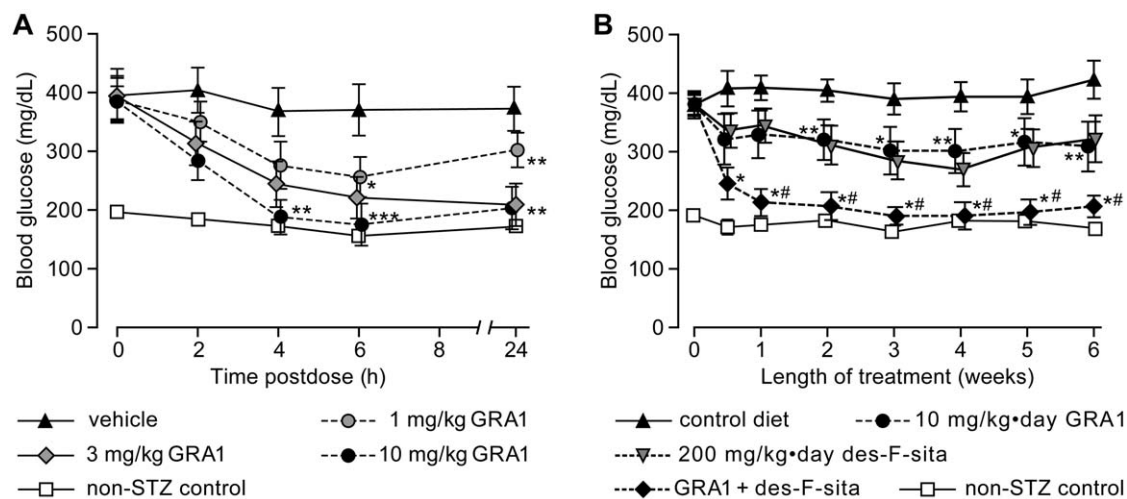 A
B
Blood glucose (mg/dL)
500
400
300
200
100
0
**
*
**
***
**
0 2 4 6 8 24
Time postdose (h)
Blood glucose (mg/dL)
500
400
300
200
100
0
** * ** * **
* *# *# *# *# *# *#
0 1 2 3 4 5 6
Length of treatment (weeks)
vehicle 1 mg/kg GRA1
3 mg/kg GRA1 10 mg/kg GRA1
non-STZ control
control diet 10 mg/kg•day GRA1
200 mg/kg•day des-F-sita
GRA1 + des-F-sita non-STZ control